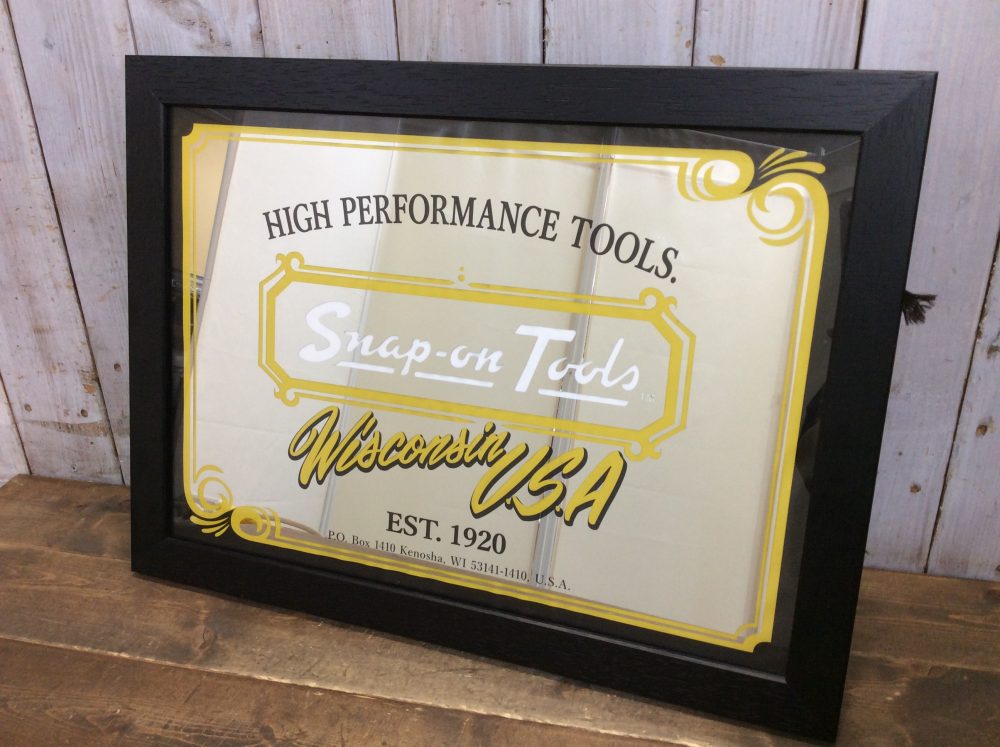 HIGH PERFORMANCE TOOLS.
Snap-on Tools
Wisconsin U.S.A
EST. 1920
P.O. Box 1410 Kenosha, WI 53141-1410, U.S.A.